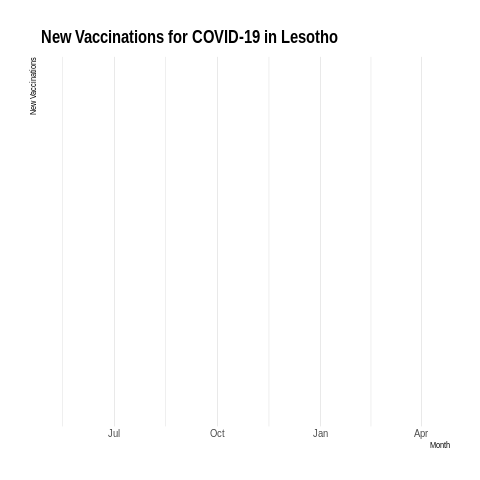 New Vaccinations for COVID-19 in Lesotho
New Vaccinations
Jul Oct Jan Apr
Month